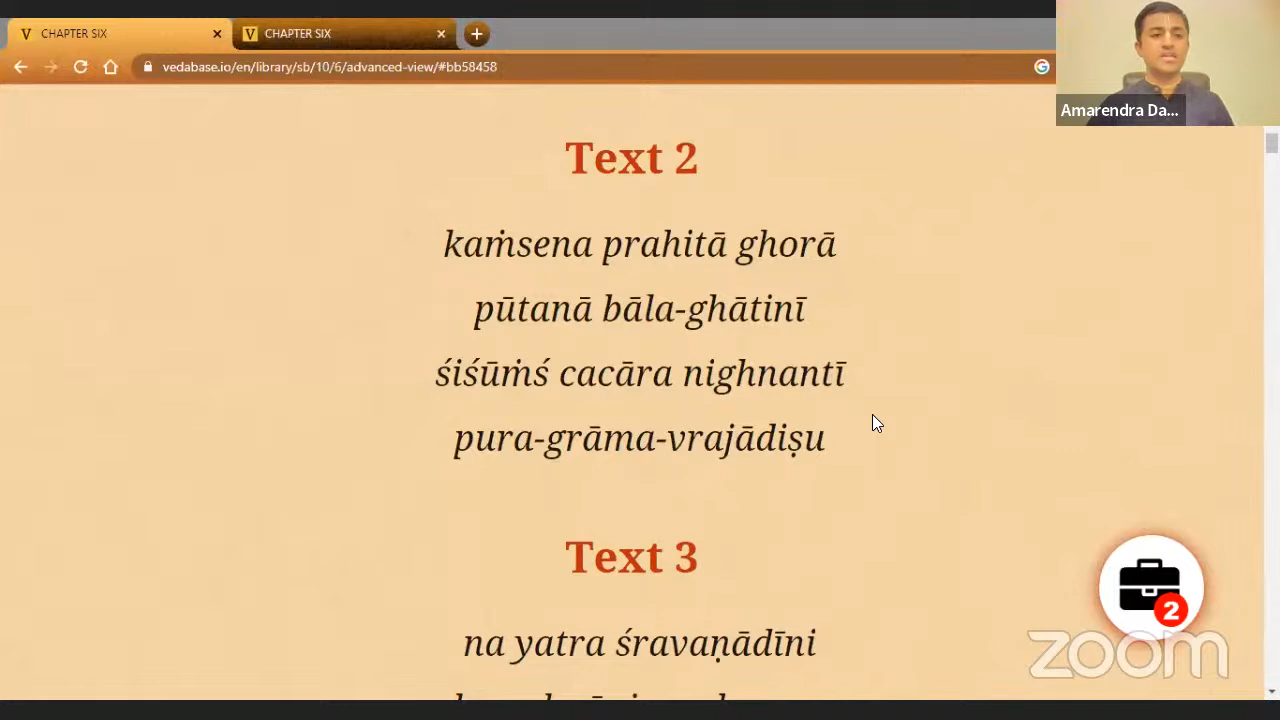 CHAPTER SIX
CHAPTER SIX
vedabase.io/en/library/sb/10/6/advanced-view/#bb58458
Amarendra Da...
Text 2
kaṁsena prahitā ghorā
pūtanā bāla-ghātinī
śiśūṁś cacāra nighnantī
pura-grāma-vrajādiṣu
Text 3
na yatra śravaṇādīni
2
zoom